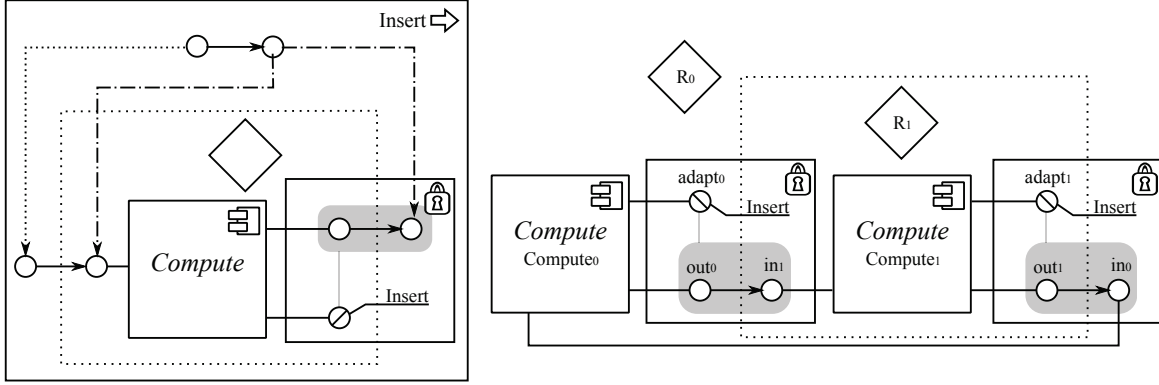 Insert
Compute
Insert
R0
R1
adapt0
Insert
Compute
Compute0
out0
in1
adapt1
Insert
Compute
Compute1
out1
in0